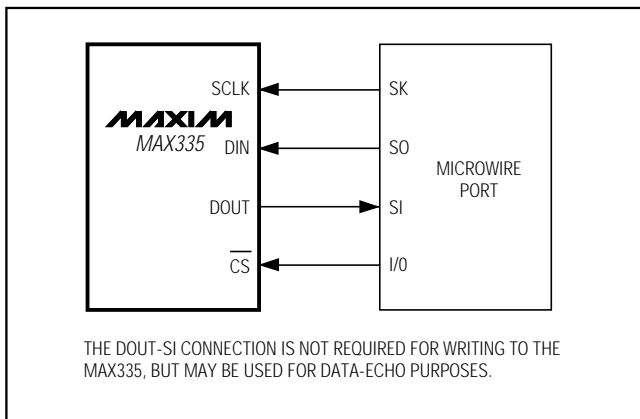 SCLK SK
MAXIM
MAX335
DIN SO
MICROWIRE
PORT
DOUT SI
CS I/0
THE DOUT-SI CONNECTION IS NOT REQUIRED FOR WRITING TO THE
MAX335, BUT MAY BE USED FOR DATA-ECHO PURPOSES.